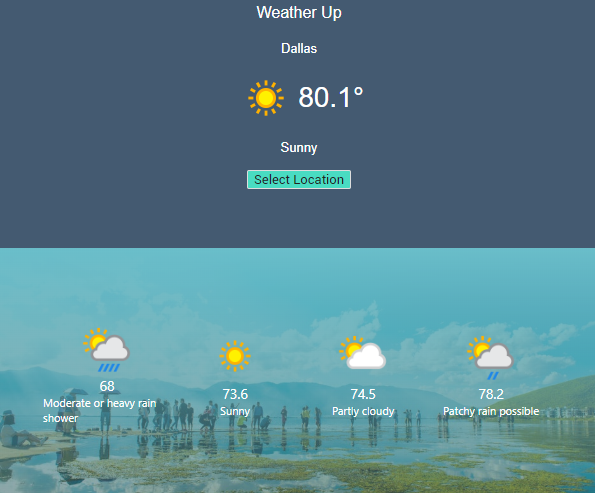 Weather Up
Dallas
80.1°
Sunny
Select Location
68
Moderate or heavy rain
shower
73.6
Sunny
74.5
Partly cloudy
78.2
Patchy rain possible